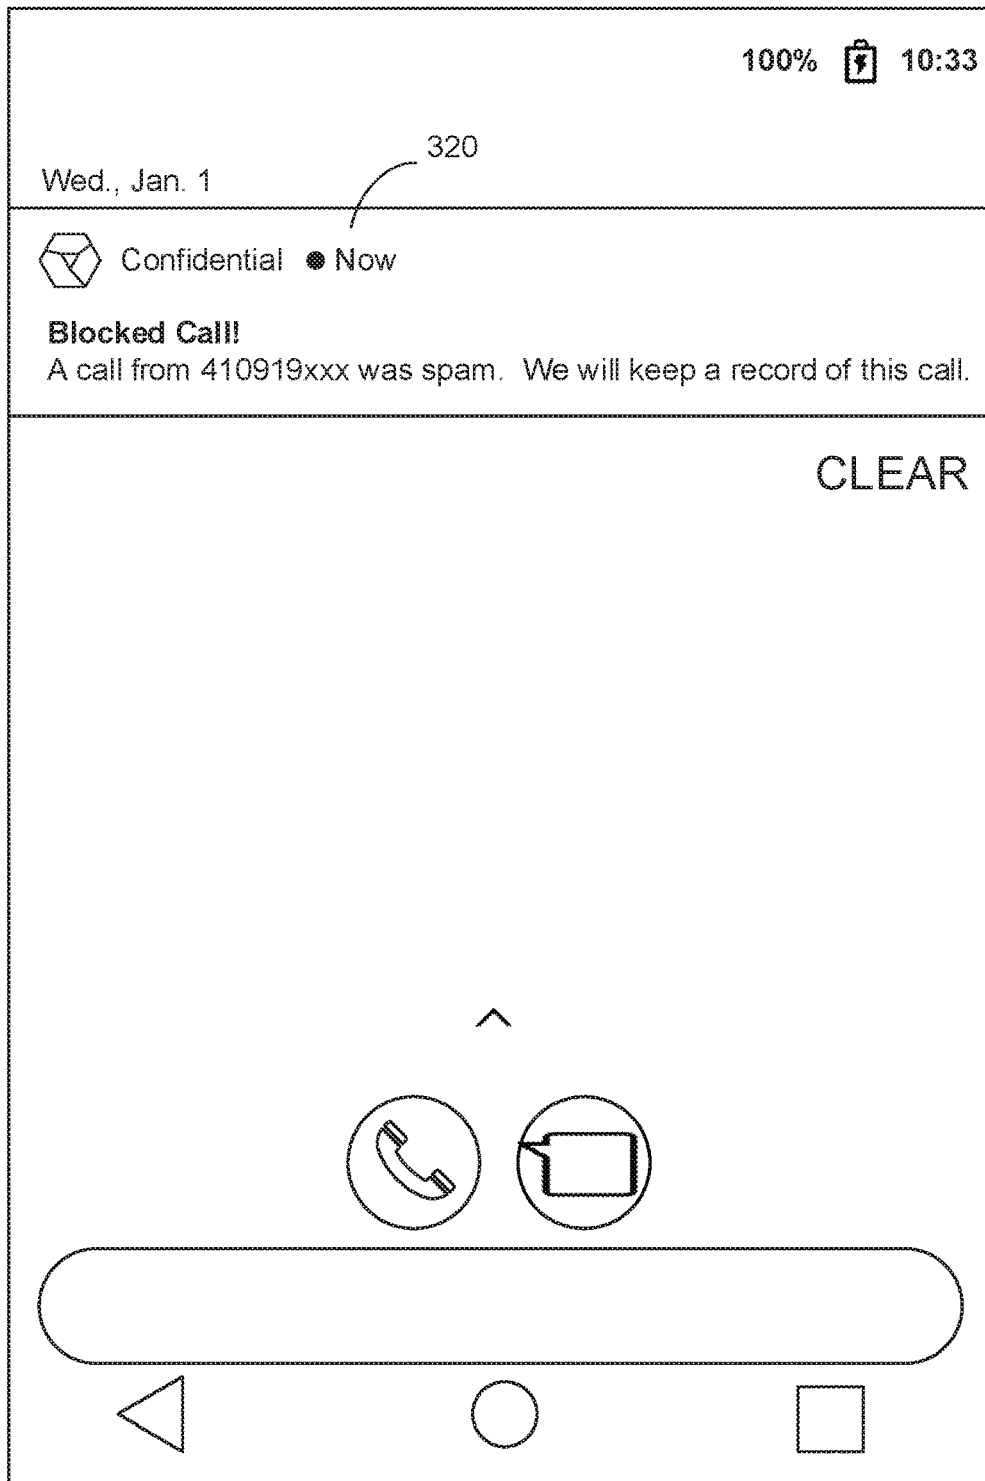 100% 10:33
320
Wed., Jan. 1
Confidential ● Now
Blocked Call!
A call from 410919xxx was spam. We will keep a record of this call.
CLEAR